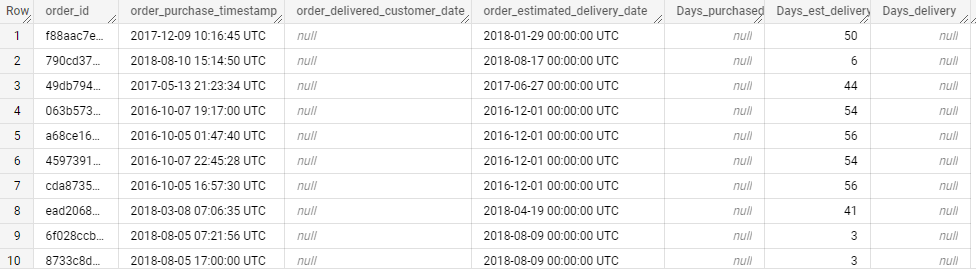 Row order_id order_purchase_timestamp order_delivered_customer_date order_estimated_delivery_date Days_purchased Days_est_delivery Days_delivery
1 f88aac7e... 2017-12-09 10:16:45 UTC null 2018-01-29 00:00:00 UTC null 50 null
2 790cd37... 2018-08-10 15:14:50 UTC null 2018-08-17 00:00:00 UTC null 6 null
3 49db794... 2017-05-13 21:23:34 UTC null 2017-06-27 00:00:00 UTC null 44 null
4 063b573... 2016-10-07 19:17:00 UTC null 2016-12-01 00:00:00 UTC null 54 null
5 a68ce16... 2016-10-05 01:47:40 UTC null 2016-12-01 00:00:00 UTC null 56 null
6 4597391... 2016-10-07 22:45:28 UTC null 2016-12-01 00:00:00 UTC null 54 null
7 cda8735... 2016-10-05 16:57:30 UTC null 2016-12-01 00:00:00 UTC null 56 null
8 ead2068... 2018-03-08 07:06:35 UTC null 2018-04-19 00:00:00 UTC null 41 null
9 6f028ccb... 2018-08-05 07:21:56 UTC null 2018-08-09 00:00:00 UTC null 3 null
10 8733c8d... 2018-08-05 17:00:00 UTC null 2018-08-09 00:00:00 UTC null 3 null